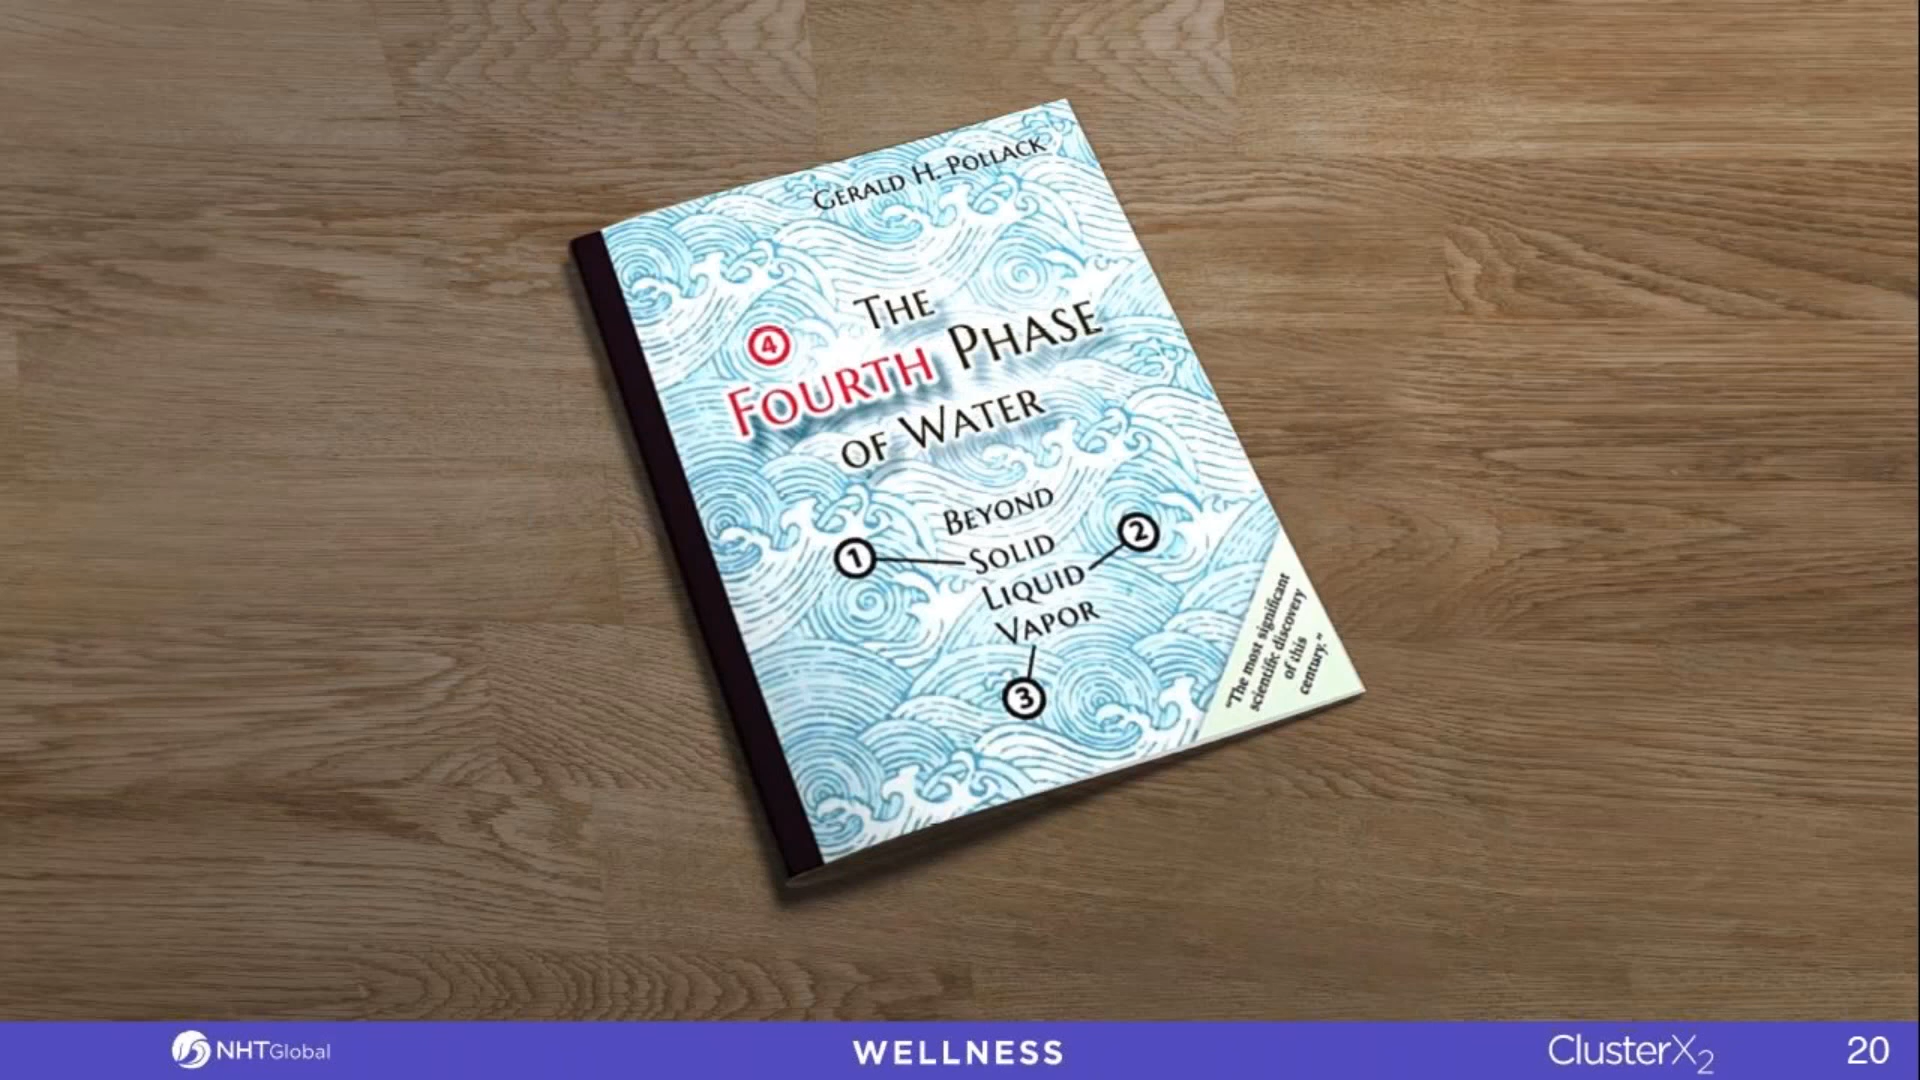 GERALD H. POLLACK
THE
4
FOURTH PHASE
OF WATER
BEYOND
1
SOLID
2
LIQUID
VAPOR
3
"The most significant
scientific discovery
of this
century."
NHTGlobal
WELLNESS
ClusterX2
20